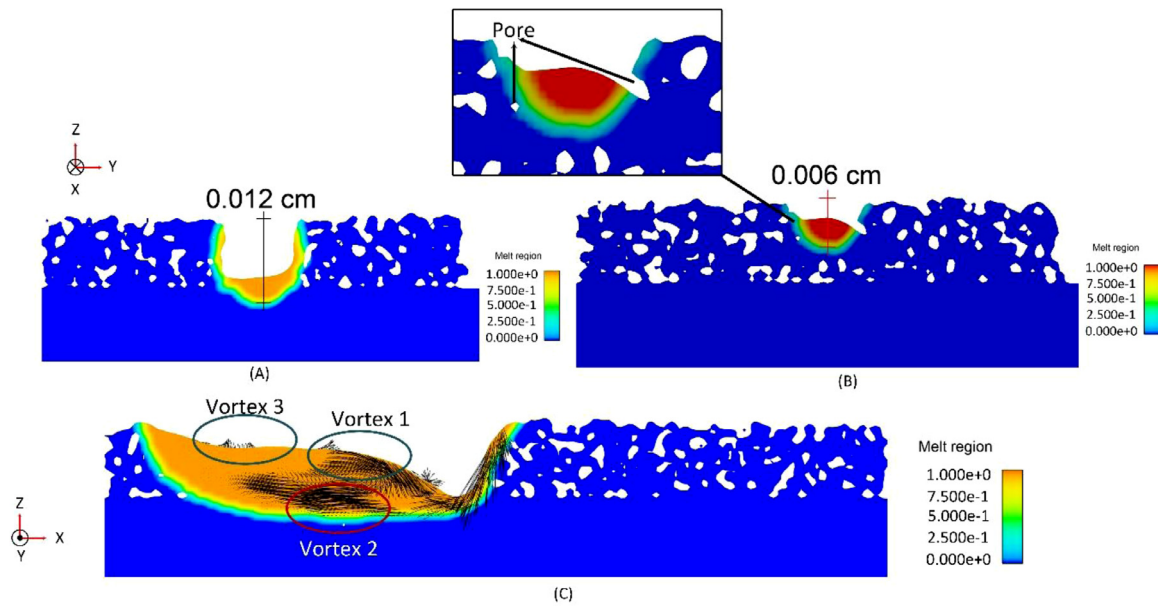 Pore
Z
Y
X
0.012 cm
0.006 cm
Melt region
1.000e+0
7.500e-1
5.000e-1
2.500e-1
0.000e+0
(A)
Melt region
1.000e+0
7.500e-1
5.000e-1
2.500e-1
0.000e+0
(B)
Vortex 3
Vortex 1
Z
X
Y
Vortex 2
Melt region
1.000e+0
7.500e-1
5.000e-1
2.500e-1
0.000e+0
(C)